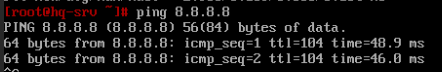 [root@hq-srv ~]# ping 8.8.8.8
PING 8.8.8.8 (8.8.8.8) 56(84) bytes of data.
64 bytes from 8.8.8.8: icmp_seq=1 ttl=104 time=48.9 ms
64 bytes from 8.8.8.8: icmp_seq=2 ttl=104 time=46.0 ms
^C